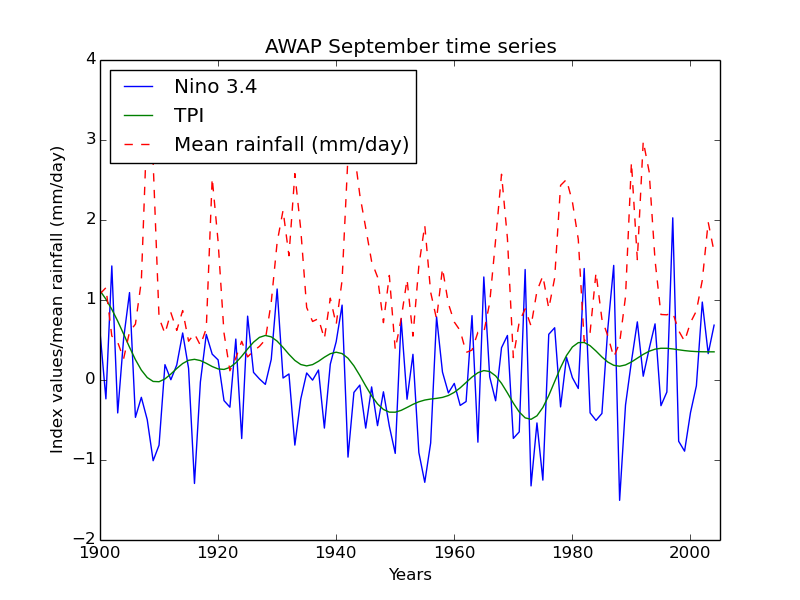 AWAP September time series
Nino 3.4
TPI
Mean rainfall (mm/day)
Index values/mean rainfall (mm/day)
4
3
2
1
0
−1
−2
1900 1920 1940 1960 1980 2000
Years